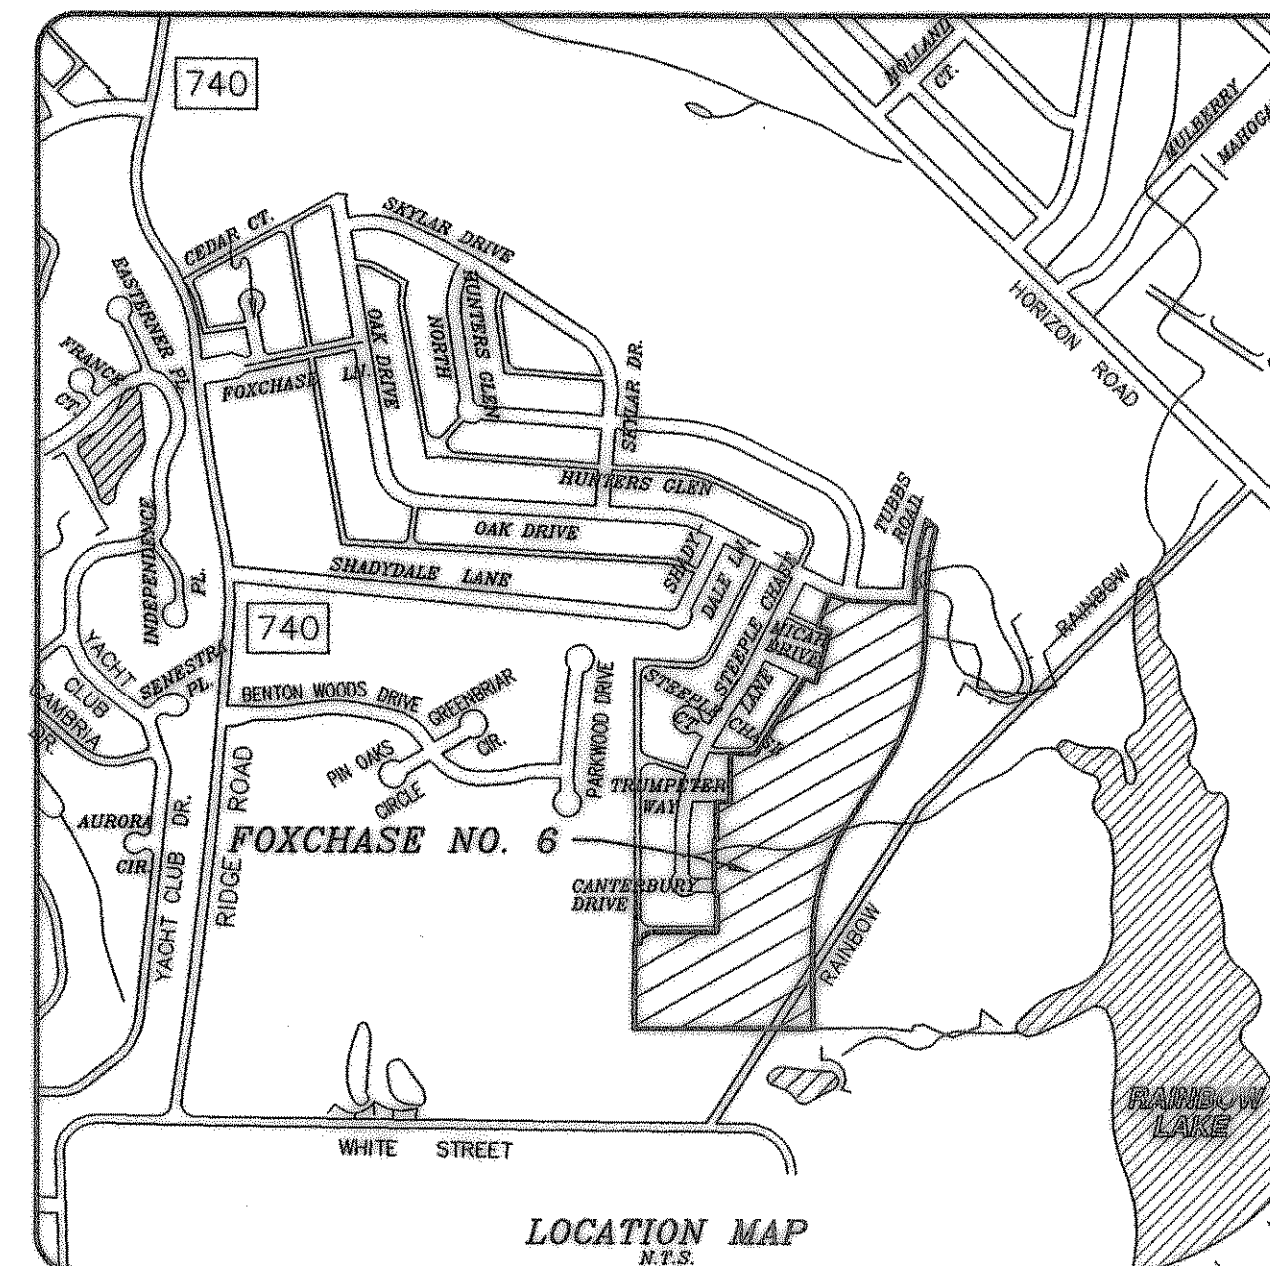 740
HOLLAND
CT.
MULBERRY
CEDAR CT.
SKYLAR DRIVE
EASTERNER PL.
FRANCE
CT.
FOXCHASE LN.
OAK DRIVE
NORTH
HUNTERS GLEN
SKYLAR DR.
HORIZON ROAD
HUNTERS GLEN
TUBBS
ROAD
OAK DRIVE
SHADYDALE LANE
SHADY
DALE LN.
STEEPLE CHASE
MICAH
DRIVE
INDEPENDENCE
PL.
740
RAINBOW
YACHT
CLUB
SENESTRA
PL.
CAMBRIA
DR.
BENTON WOODS DRIVE
GREENBRIAR
CIR.
PIN OAKS
CIRCLE
PARKWOOD DRIVE
STEEPLE
CT.
LANE
CHASE
TRUMPETER
WAY
AURORA
CIR.
YACHT CLUB DR.
RIDGE ROAD
FOXCHASE NO. 6
CANTERBURY
DRIVE
RAINBOW
RAINBOW
LAKE
WHITE STREET
LOCATION MAP
N.T.S.